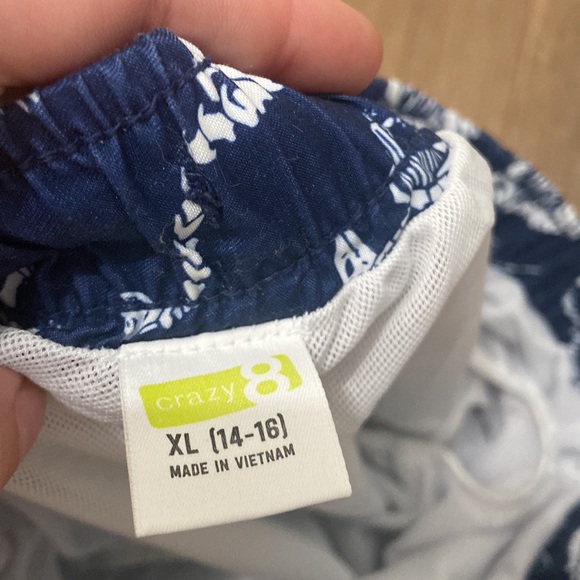 crazy 8
XL (14-16)
MADE IN VIETNAM